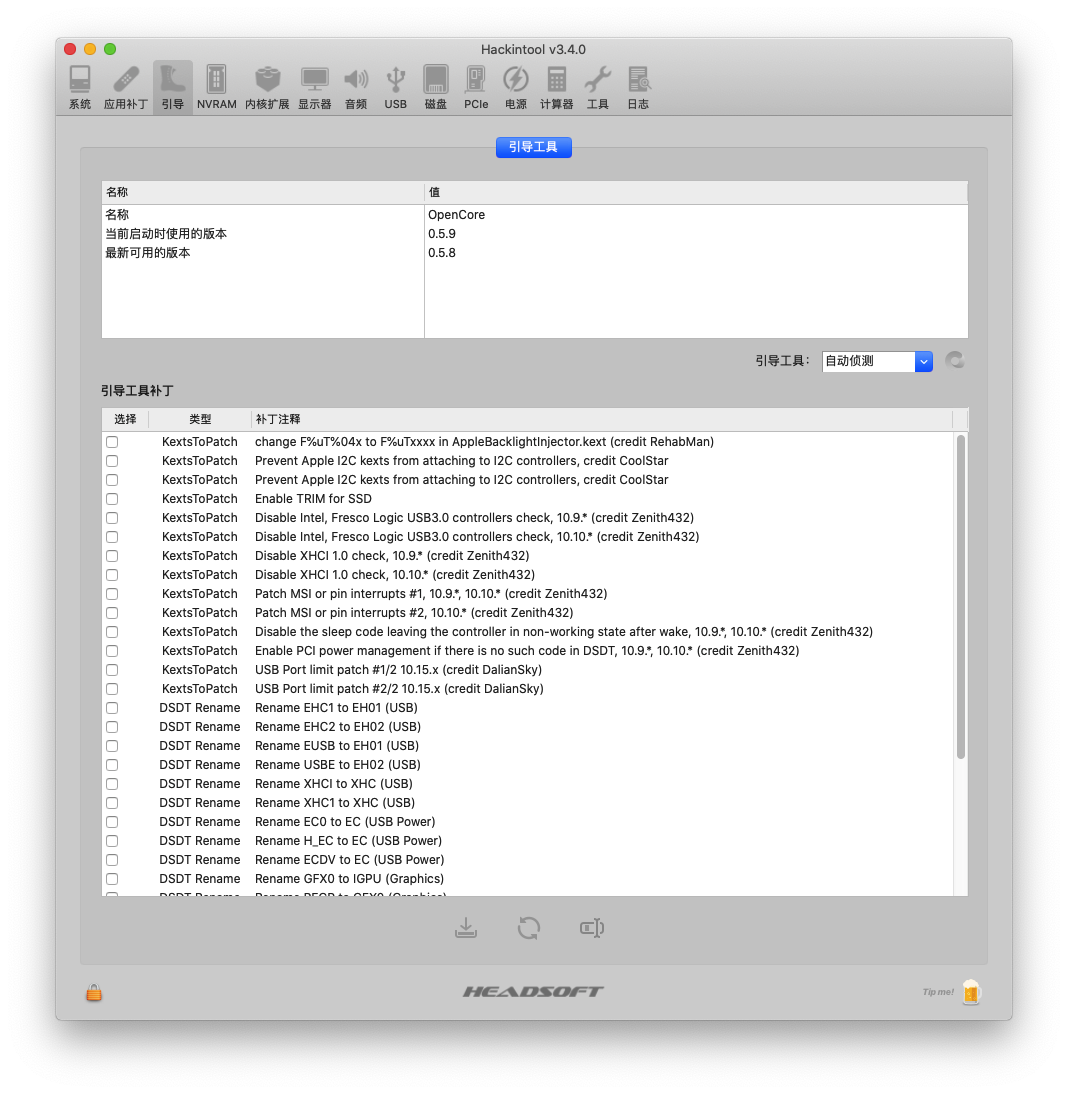 Hackintool v3.4.0
系统 应用补丁 引导 NVRAM 内核扩展 显示器 音频 USB 磁盘 PCIe 电源 计算器 工具 日志
引导工具
名称 值
名称 OpenCore
当前启动时使用的版本 0.5.9
最新可用的版本 0.5.8
引导工具： 自动侦测
引导工具补丁
选择 类型 补丁注释
KextsToPatch change F%uT%04x to F%uTxxxx in AppleBacklightInjector.kext (credit RehabMan)
KextsToPatch Prevent Apple I2C kexts from attaching to I2C controllers, credit CoolStar
KextsToPatch Prevent Apple I2C kexts from attaching to I2C controllers, credit CoolStar
KextsToPatch Enable TRIM for SSD
KextsToPatch Disable Intel, Fresco Logic USB3.0 controllers check, 10.9.* (credit Zenith432)
KextsToPatch Disable Intel, Fresco Logic USB3.0 controllers check, 10.10.* (credit Zenith432)
KextsToPatch Disable XHCI 1.0 check, 10.9.* (credit Zenith432)
KextsToPatch Disable XHCI 1.0 check, 10.10.* (credit Zenith432)
KextsToPatch Patch MSI or pin interrupts #1, 10.9.*, 10.10.* (credit Zenith432)
KextsToPatch Patch MSI or pin interrupts #2, 10.10.* (credit Zenith432)
KextsToPatch Disable the sleep code leaving the controller in non-working state after wake, 10.9.*, 10.10.* (credit Zenith432)
KextsToPatch Enable PCI power management if there is no such code in DSDT, 10.9.*, 10.10.* (credit Zenith432)
KextsToPatch USB Port limit patch #1/2 10.15.x (credit DalianSky)
KextsToPatch USB Port limit patch #2/2 10.15.x (credit DalianSky)
DSDT Rename Rename EHC1 to EH01 (USB)
DSDT Rename Rename EHC2 to EH02 (USB)
DSDT Rename Rename EUSB to EH01 (USB)
DSDT Rename Rename USBE to EH02 (USB)
DSDT Rename Rename XHCI to XHC (USB)
DSDT Rename Rename XHC1 to XHC (USB)
DSDT Rename Rename EC0 to EC (USB Power)
DSDT Rename Rename H_EC to EC (USB Power)
DSDT Rename Rename ECDV to EC (USB Power)
DSDT Rename Rename GFX0 to IGPU (Graphics)
DSDT Rename Rename PEGP to GFX0 (Graphics)
HEADSOFT
Tip me!